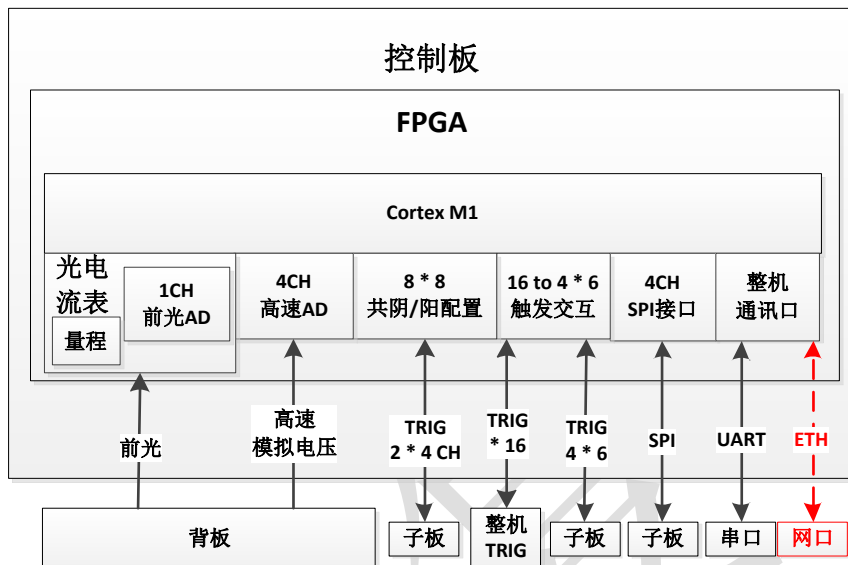 控制板
FPGA
Cortex M1
光电
流表
量程
1CH
前光AD
4CH
高速AD
8 * 8
共阴/阳配置
16 to 4 * 6
触发交互
4CH
SPI接口
整机
通讯口
前光
高速
模拟电压
TRIG
2 * 4 CH
TRIG
* 16
TRIG
4 * 6
SPI
UART
ETH
背板
子板
整机
TRIG
子板
子板
串口
网口